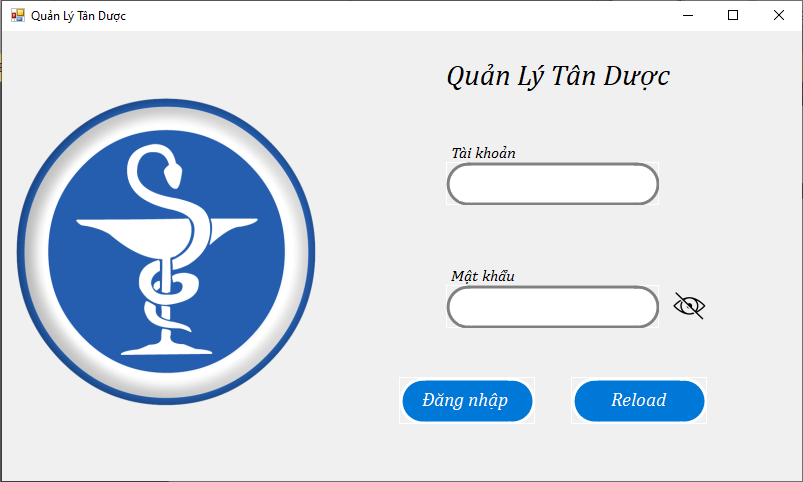 Quản Lý Tân Dược
Quản Lý Tân Dược
Tài khoản
Mật khẩu
Đăng nhập
Reload